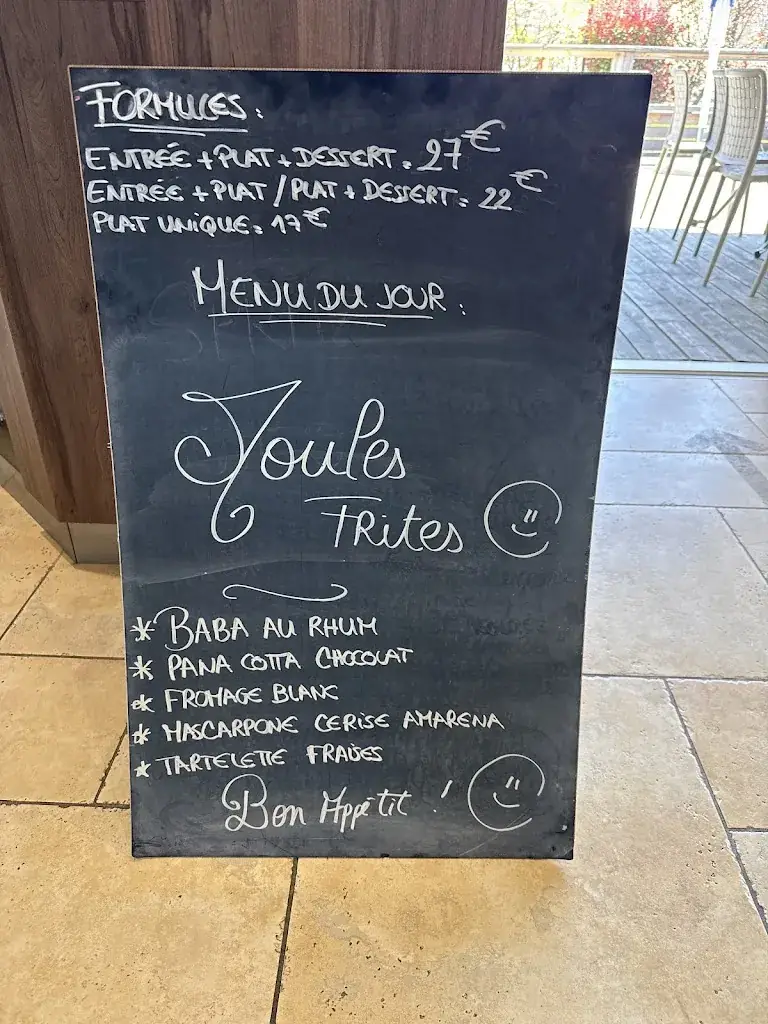 FORMULES :
ENTRÉE + PLAT + DESSERT = 27€
ENTRÉE + PLAT / PLAT + DESSERT = 22€
PLAT UNIQUE = 17€
MENU DU JOUR :
Moules
FRites
* BABA AU RHUM
* PANA COTTA CHOCOLAT
* FROMAGE BLANC
* MASCARPONE CERISE AMARENA
* TARTELETTE FRAISES
Bon Appétit !